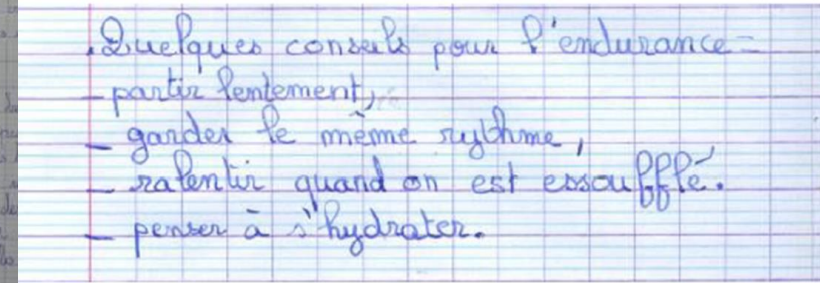 .Quelques conseils pour l'endurance =
- partir lentement,
- garder le même rythme,
- ralentir quand on est essoufflé.
- penser à s'hydrater.